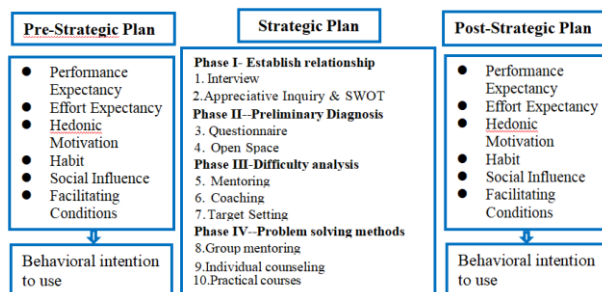 Pre-Strategic Plan
Performance
Expectancy
Effort Expectancy
Hedonic
Motivation
Habit
Social Influence
Facilitating
Conditions
Behavioral intention
to use
Strategic Plan
Phase I- Establish relationship
1. Interview
2.Appreciative Inquiry & SWOT
Phase II--Preliminary Diagnosis
3. Questionnaire
4. Open Space
Phase III-Difficulty analysis
5. Mentoring
6. Coaching
7.Target Setting
Phase IV--Problem solving methods
8.Group mentoring
9.Individual counseling
10.Practical courses
Post-Strategic Plan
Performance
Expectancy
Effort Expectancy
Hedonic
Motivation
Habit
Social Influence
Facilitating
Conditions
Behavioral intention
to use